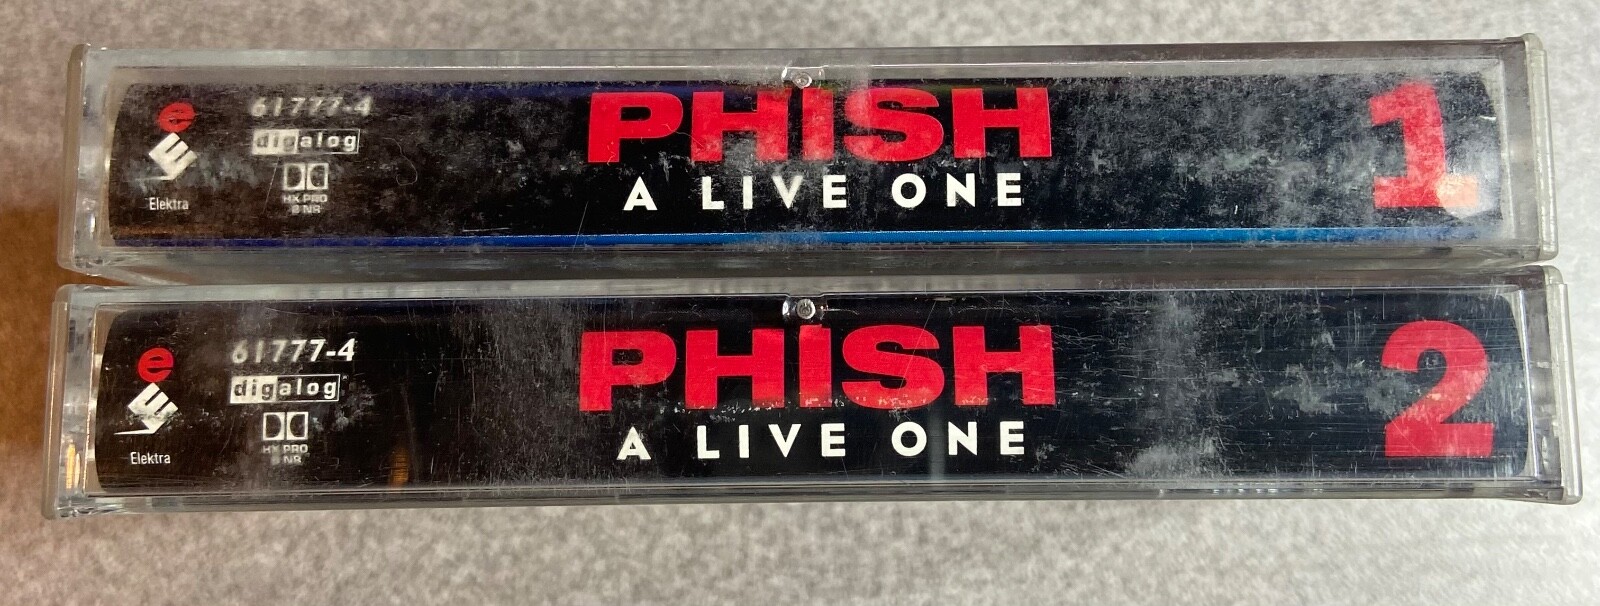 e
Elektra
61777-4
digalog
HX PRO
B NR
PHISH
A LIVE ONE
1
e
Elektra
61777-4
digalog
HX PRO
B NR
PHISH
A LIVE ONE
2